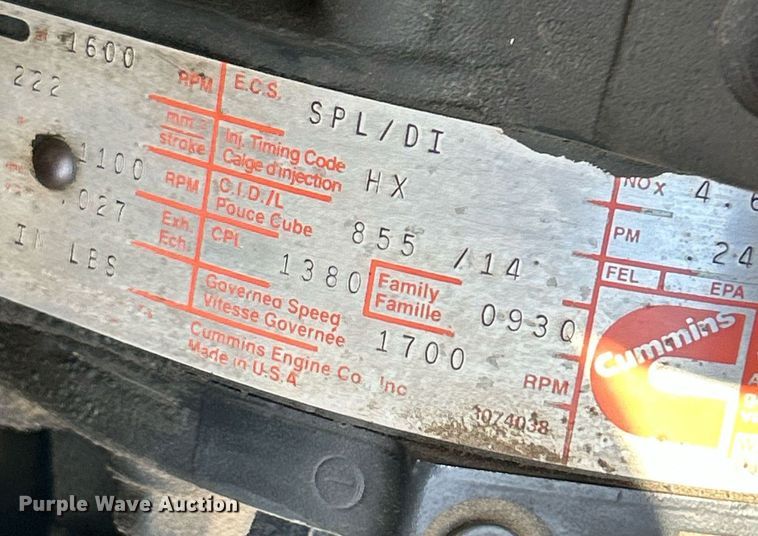 1600 RPM
222 mm stroke
1100 RPM
.027 Exh. Ech.
IN LBS
E.C.S. SPL/DI
Inj. Timing Code
Calge d'injection HX
C.I.D./L
Pouce Cube 855 /14
CPL 1380 Family
Famille 093Q
Governed Speed
Vitesse Governée 1700 RPM
Cummins Engine Co., Inc
Made in U.S.A
3074038
NOx 4.6
PM .24
FEL EPA
Cummins
Purple Wave Auction